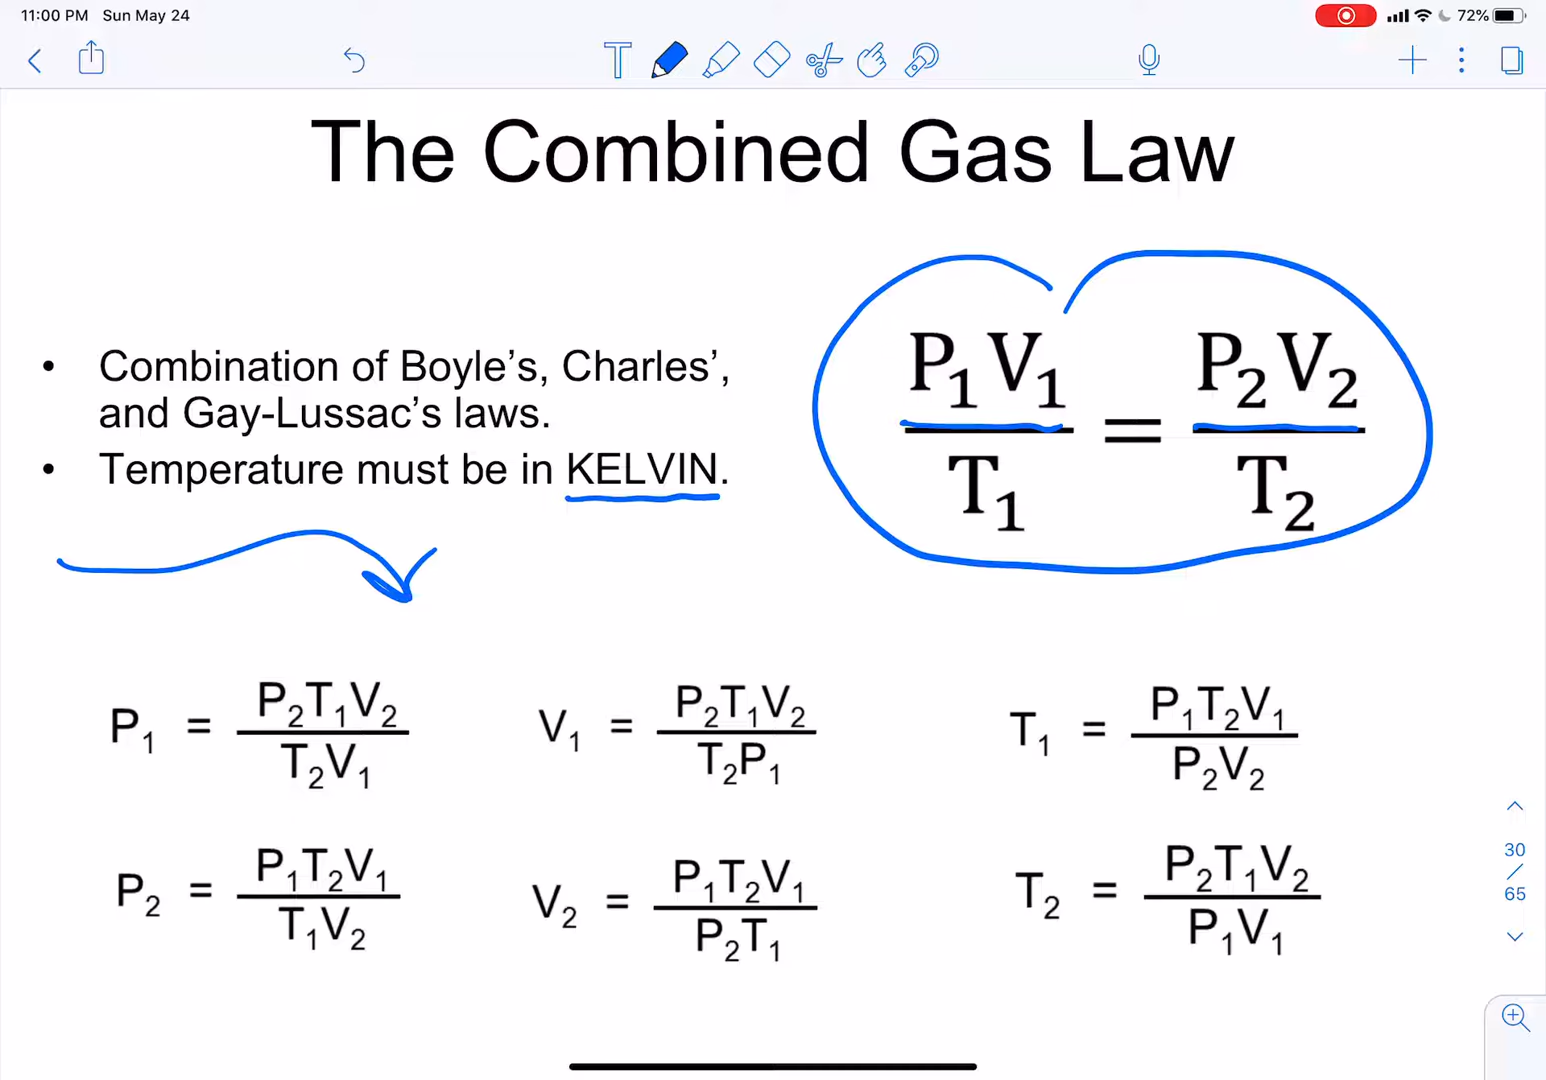 11:00 PM Sun May 24
72%
T
The Combined Gas Law
• Combination of Boyle’s, Charles’,
and Gay-Lussac’s laws.
• Temperature must be in KELVIN.
P₁V₁ / T₁ = P₂V₂ / T₂
P₁ = P₂T₁V₂ / T₂V₁
V₁ = P₂T₁V₂ / T₂P₁
T₁ = P₁T₂V₁ / P₂V₂
P₂ = P₁T₂V₁ / T₁V₂
V₂ = P₁T₂V₁ / P₂T₁
T₂ = P₂T₁V₂ / P₁V₁
30
/
65